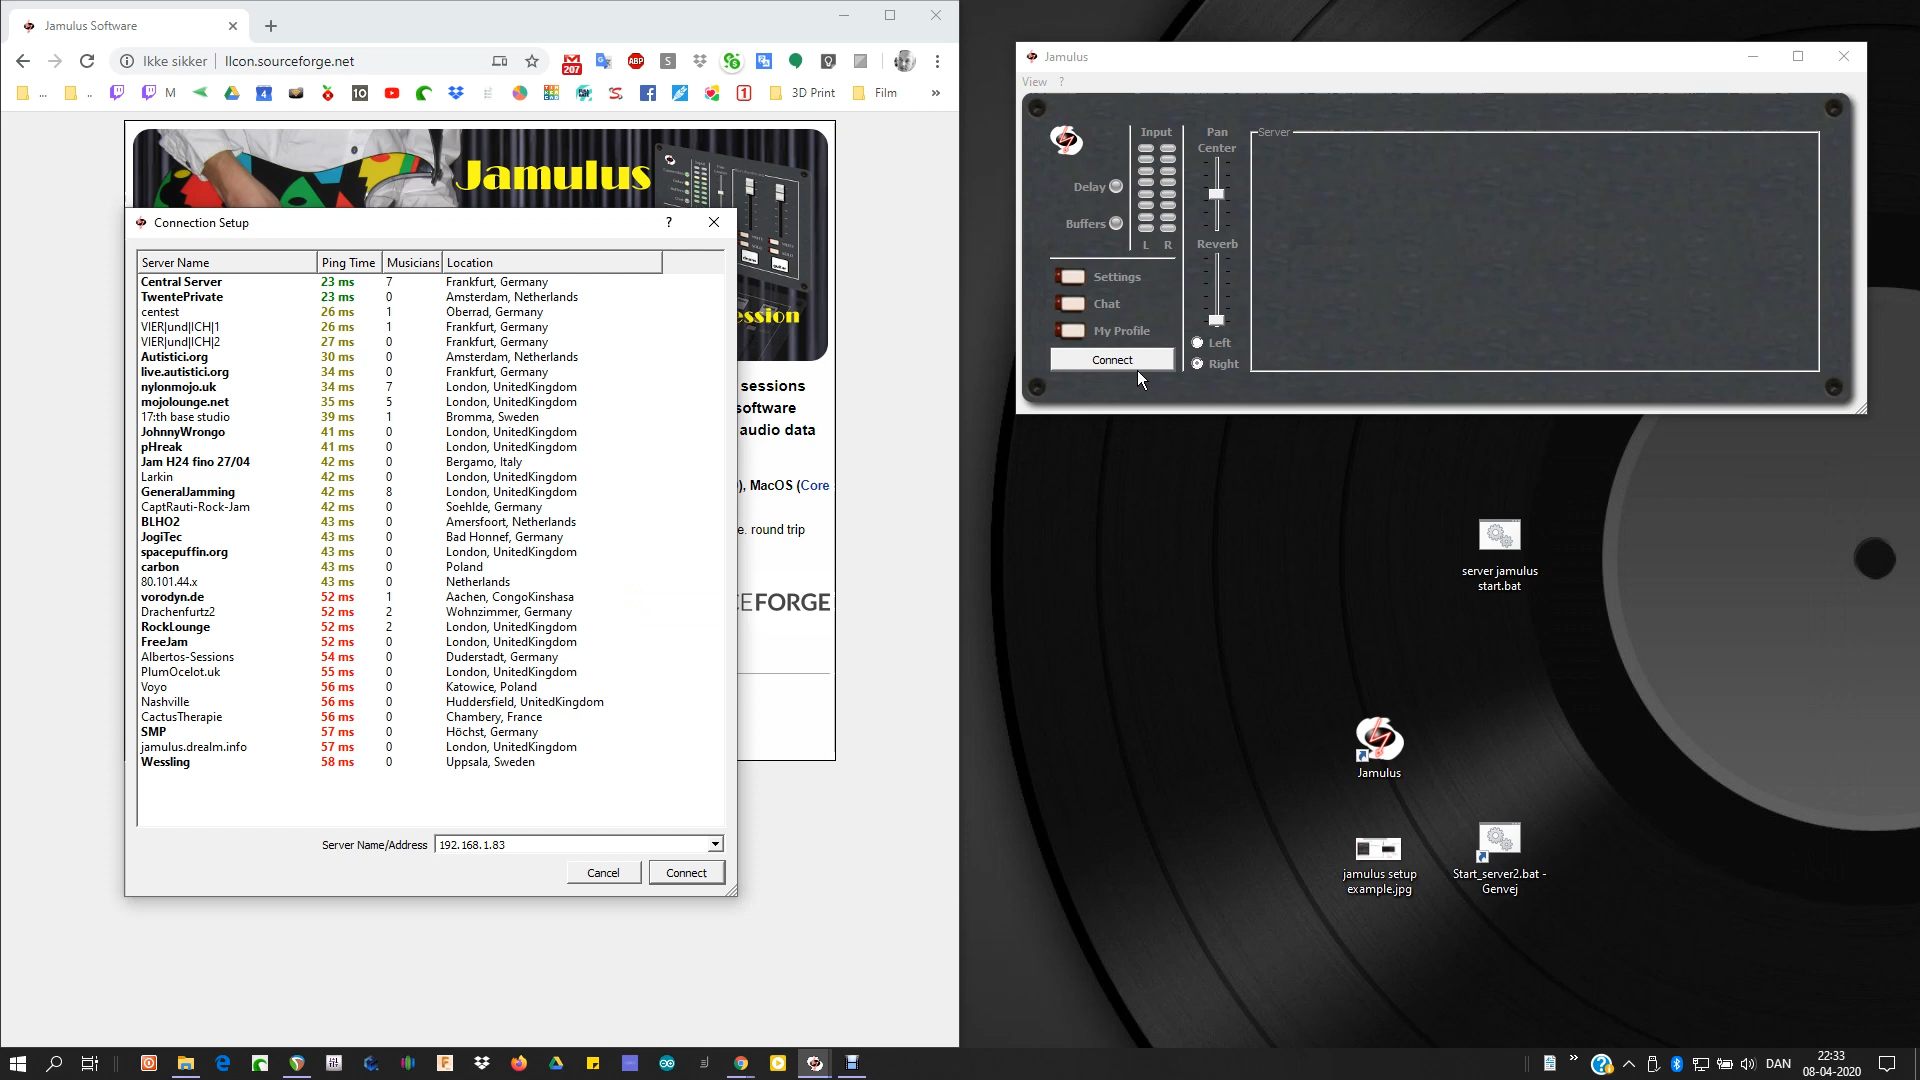 Jamulus Software
Ikke sikker
llcon.sourceforge.net
207
ABP
S
M
4
10
1
3D Print
Film
»
Jamulus
ession
Connection Setup
?
Server Name Ping Time Musicians Location
Central Server 23 ms 7 Frankfurt, Germany
TwentePrivate 23 ms 0 Amsterdam, Netherlands
centest 26 ms 1 Oberrad, Germany
VIER|und|ICH|1 26 ms 1 Frankfurt, Germany
VIER|und|ICH|2 27 ms 0 Frankfurt, Germany
Autistici.org 30 ms 0 Amsterdam, Netherlands
live.autistici.org 34 ms 0 Frankfurt, Germany
nylonmojo.uk 34 ms 7 London, UnitedKingdom
mojolounge.net 35 ms 5 London, UnitedKingdom
17:th base studio 39 ms 1 Bromma, Sweden
JohnnyWrongo 41 ms 0 London, UnitedKingdom
pHreak 41 ms 0 London, UnitedKingdom
Jam H24 fino 27/04 42 ms 0 Bergamo, Italy
Larkin 42 ms 0 London, UnitedKingdom
GeneralJamming 42 ms 8 London, UnitedKingdom
CaptRauti-Rock-Jam 42 ms 0 Soehlde, Germany
BLHO2 43 ms 0 Amersfoort, Netherlands
JogiTec 43 ms 0 Bad Honnef, Germany
spacepuffin.org 43 ms 0 London, UnitedKingdom
carbon 43 ms 0 Poland
80.101.44.x 43 ms 0 Netherlands
vorodyn.de 52 ms 1 Aachen, CongoKinshasa
Drachenfurtz2 52 ms 2 Wohnzimmer, Germany
RockLounge 52 ms 2 London, UnitedKingdom
FreeJam 52 ms 0 London, UnitedKingdom
Albertos-Sessions 54 ms 0 Duderstadt, Germany
PlumOcelot.uk 55 ms 0 London, UnitedKingdom
Voyo 56 ms 0 Katowice, Poland
Nashville 56 ms 0 Huddersfield, UnitedKingdom
CactusTherapie 56 ms 0 Chambery, France
SMP 57 ms 0 Höchst, Germany
jamulus.drealm.info 57 ms 0 London, UnitedKingdom
Wessling 58 ms 0 Uppsala, Sweden
Server Name/Address 192.168.1.83
Cancel Connect
sessions
software
audio data
), MacOS (Core
e. round trip
EFORGE
Jamulus
View ?
Input
Pan
Center
Server
Delay
Buffers
L R
Reverb
Settings
Chat
My Profile
Left
Connect
Right
server jamulus
start.bat
Jamulus
jamulus setup
example.jpg
Start_server2.bat -
Genvej
DAN
22:33
08-04-2020